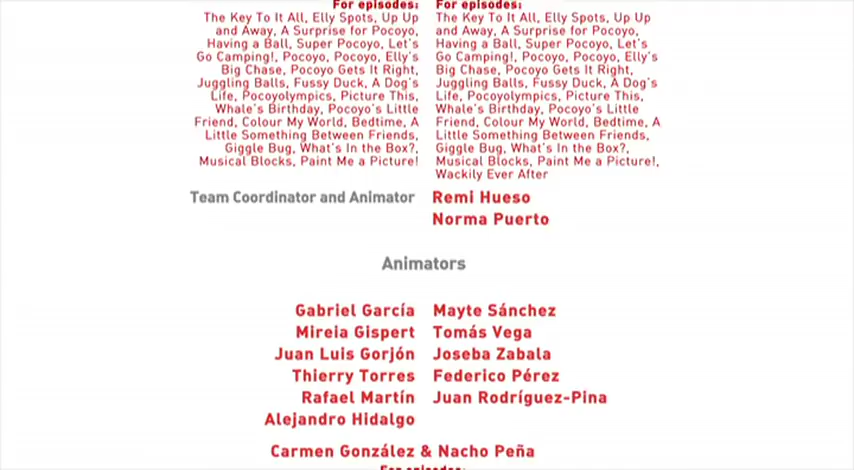 For episodes:
The Key To It All, Elly Spots, Up Up
and Away, A Surprise for Pocoyo,
Having a Ball, Super Pocoyo, Let's
Go Camping!, Pocoyo, Pocoyo, Elly's
Big Chase, Pocoyo Gets It Right,
Juggling Balls, Fussy Duck, A Dog's
Life, Pocoyolympics, Picture This,
Whale's Birthday, Pocoyo's Little
Friend, Colour My World, Bedtime, A
Little Something Between Friends,
Giggle Bug, What's In the Box?,
Musical Blocks, Paint Me a Picture!
For episodes:
The Key To It All, Elly Spots, Up Up
and Away, A Surprise for Pocoyo,
Having a Ball, Super Pocoyo, Let's
Go Camping!, Pocoyo, Pocoyo, Elly's
Big Chase, Pocoyo Gets It Right,
Juggling Balls, Fussy Duck, A Dog's
Life, Pocoyolympics, Picture This,
Whale's Birthday, Pocoyo's Little
Friend, Colour My World, Bedtime, A
Little Something Between Friends,
Giggle Bug, What's In the Box?,
Musical Blocks, Paint Me a Picture!,
Wackily Ever After
Team Coordinator and Animator Remi Hueso
Norma Puerto
Animators
Gabriel García Mayte Sánchez
Mireia Gispert Tomás Vega
Juan Luis Gorjón Joseba Zabala
Thierry Torres Federico Pérez
Rafael Martín Juan Rodríguez-Pina
Alejandro Hidalgo
Carmen González & Nacho Peña
For episodes: